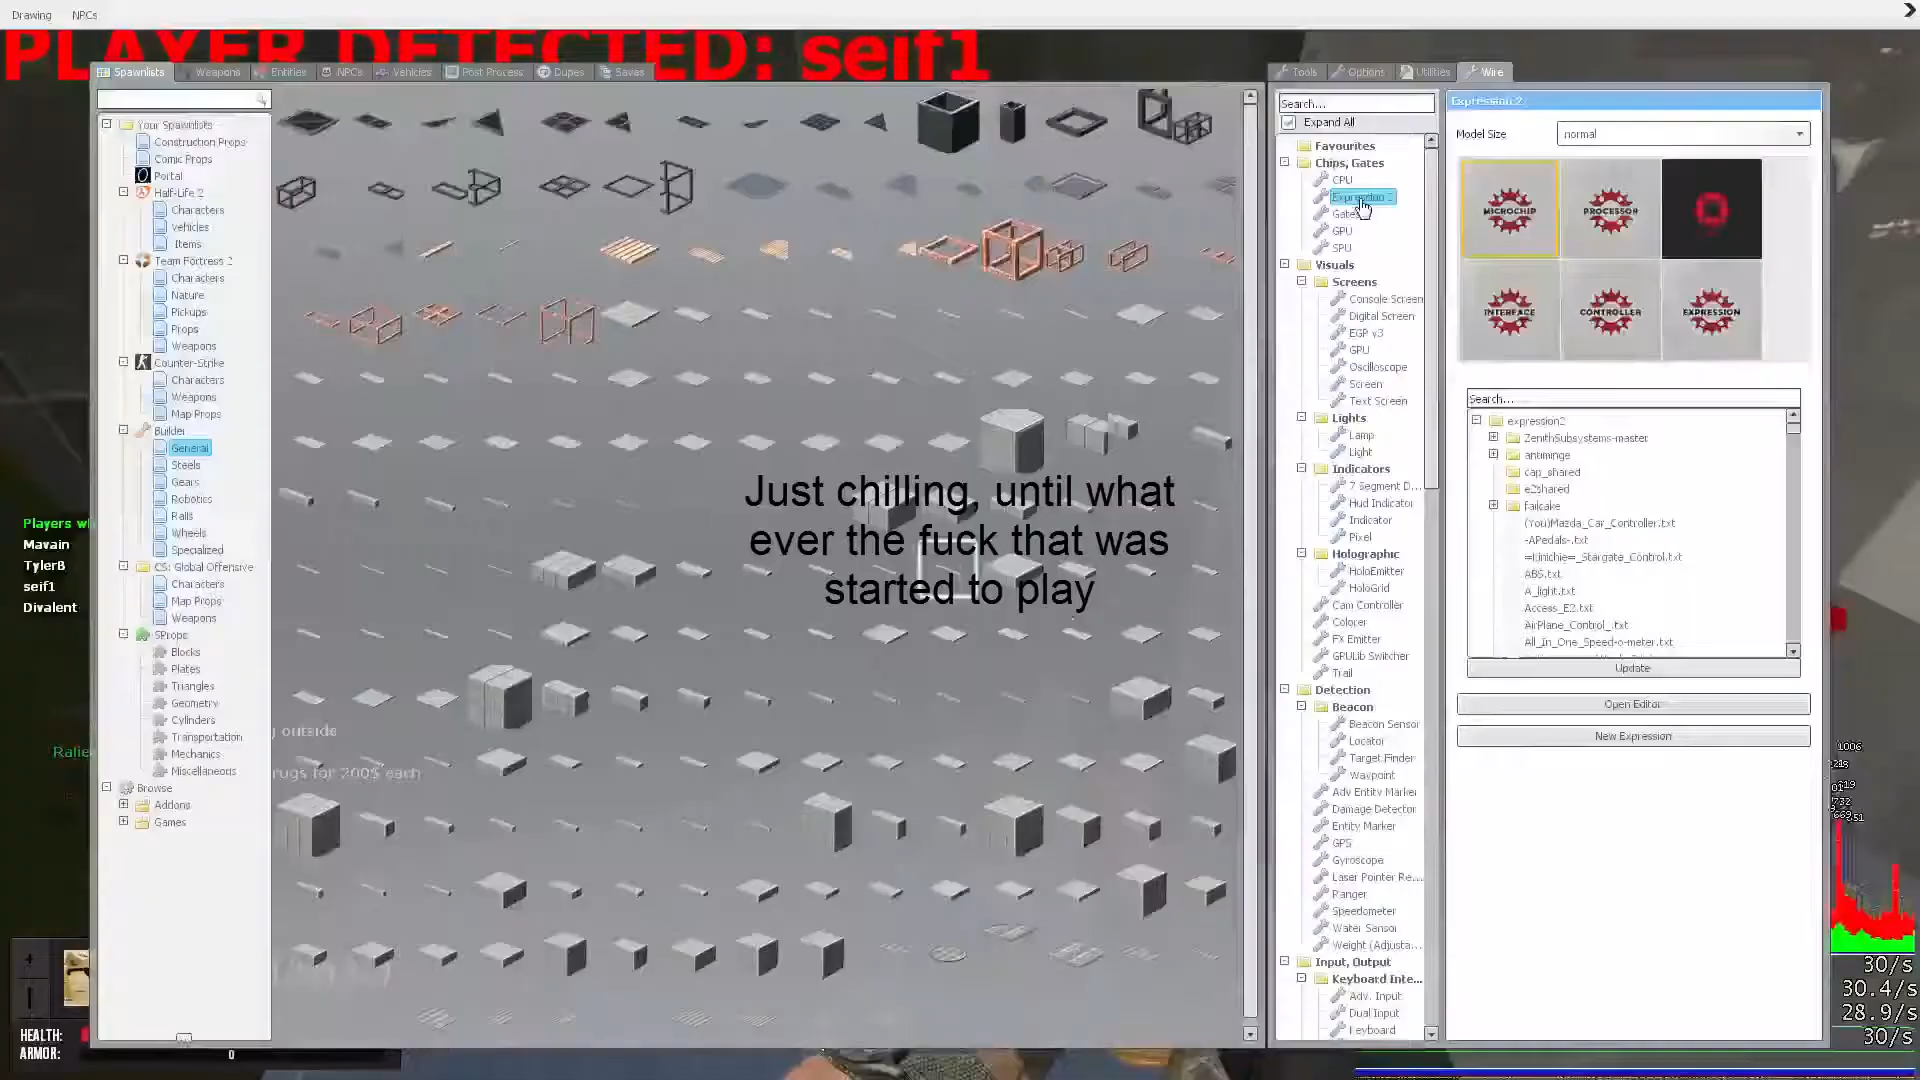 Drawing NPCs
PLAYER DETECTED: seif1
Spawnlists Weapons Entities NPCs Vehicles Post Process Dupes Saves
Your Spawnlists
Construction Props
Comic Props
Portal
Half-Life 2
Characters
Vehicles
Items
Team Fortress 2
Characters
Nature
Pickups
Props
Weapons
Counter-Strike
Characters
Weapons
Map Props
Builder
General
Steels
Gears
Robotics
Rails
Wheels
Specialized
CS: Global Offensive
Characters
Map Props
Weapons
SProps
Blocks
Plates
Triangles
Geometry
Cylinders
Transportation
Mechanics
Miscellaneous
Browse
Addons
Games
Players wh
Mavain
TylerB
seif1
Divalent
outside
rugs for 200$ each
HEALTH:
ARMOR:
0
Just chilling, until what
ever the fuck that was
started to play
Tools Options Utilities Wire
Search...
Expand All
Favourites
Chips, Gates
CPU
Expression 2
Gates
GPU
SPU
Visuals
Screens
Console Screen
Digital Screen
EGP v3
GPU
Oscilloscope
Screen
Text Screen
Lights
Lamp
Light
Indicators
7 Segment D...
Hud Indicator
Indicator
Pixel
Holographic
HoloEmitter
HoloGrid
Cam Controller
Colorer
FX Emitter
GPULib Switcher
Trail
Detection
Beacon
Beacon Sensor
Locator
Target Finder
Waypoint
Adv Entity Marker
Damage Detector
Entity Marker
GPS
Gyroscope
Laser Pointer Re...
Ranger
Speedometer
Water Sensor
Weight (Adjusta...
Input, Output
Keyboard Inte...
Adv. Input
Dual Input
Keyboard
Expression2
Model Size normal
MICROCHIP PROCESSOR
INTERFACE CONTROLLER EXPRESSION
Search...
expression2
ZenithSubsystems-master
antiminge
cap_shared
e2shared
failcake
(You)Mazda_Car_Controller.txt
-APedals-.txt
=Kinichie=_Stargate_Control.txt
ABS.txt
A_light.txt
Access_E2.txt
AirPlane_Control_.txt
All_In_One_Speed-o-meter.txt
Update
Open Editor
New Expression
1006
30/s
30.4/s
28.9/s
30/s